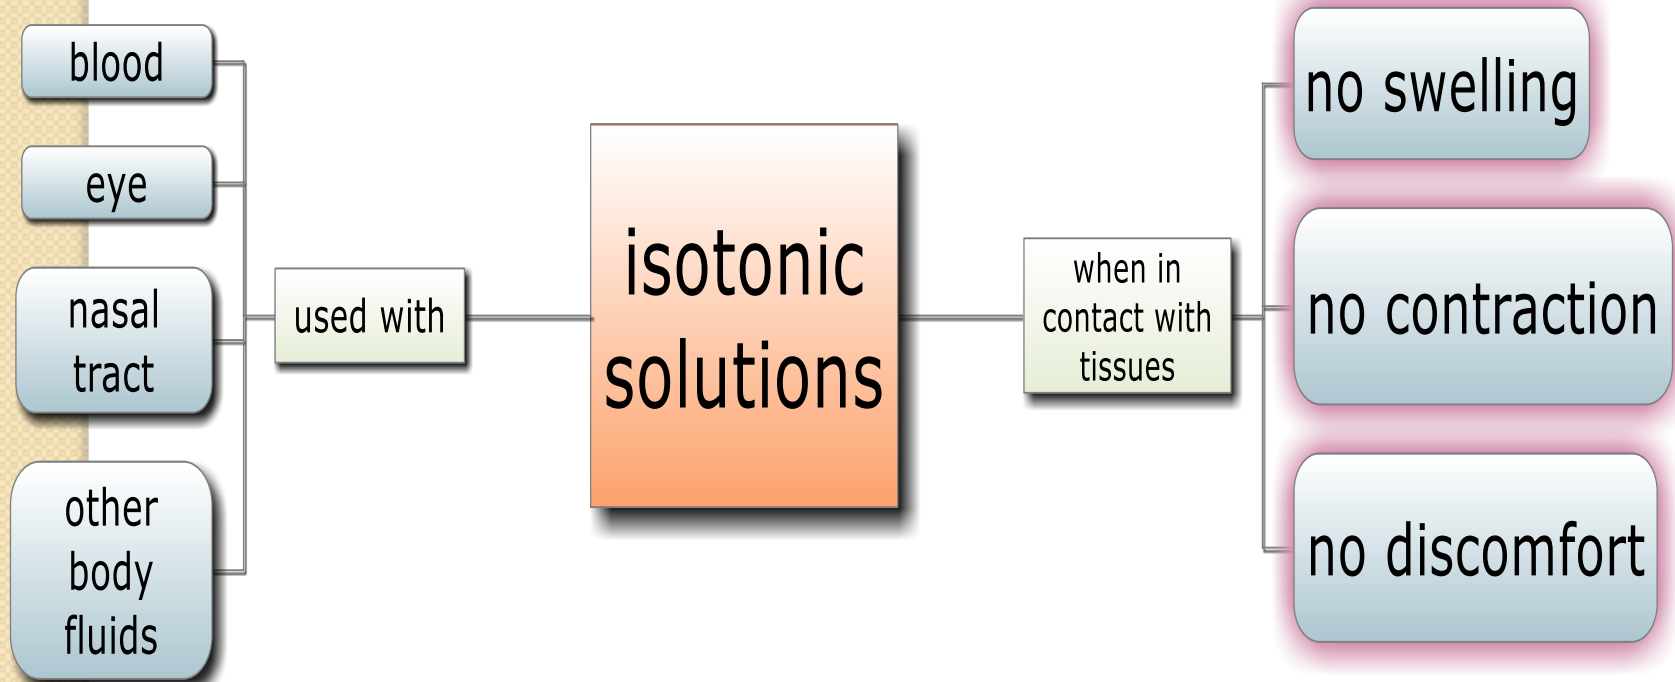 blood
eye
nasal
tract
other
body
fluids
used with
isotonic
solutions
when in
contact with
tissues
no swelling
no contraction
no discomfort